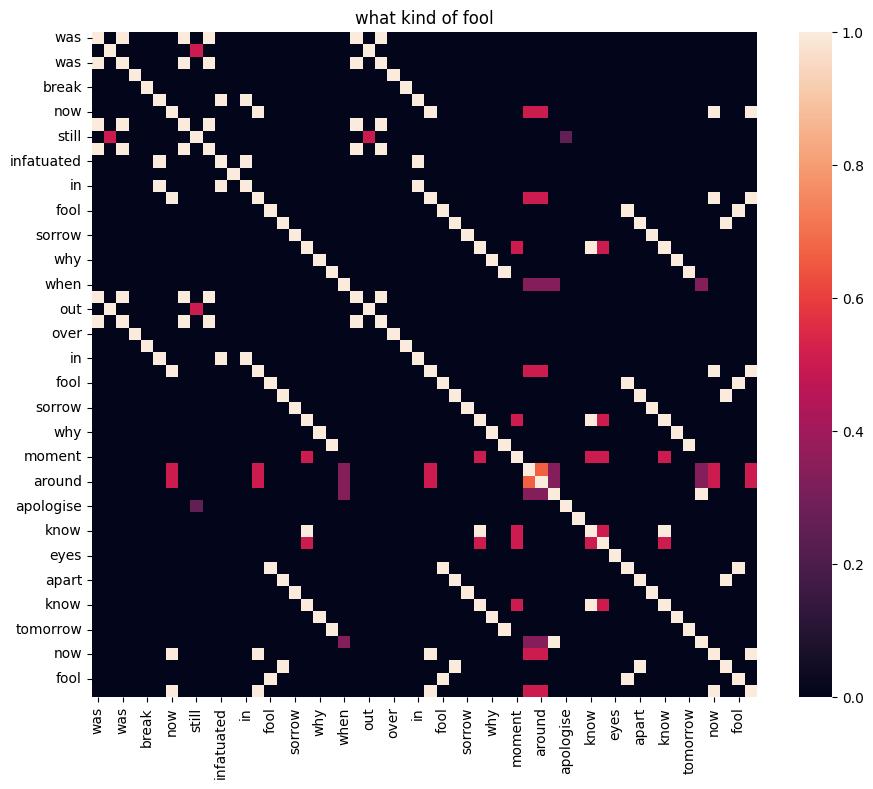 what kind of fool
was
was
break
now
still
infatuated
in
fool
sorrow
why
when
out
over
in
fool
sorrow
why
moment
around
apologise
know
eyes
apart
know
tomorrow
now
fool
1.0
0.8
0.6
0.4
0.2
0.0
was
was
break
now
still
infatuated
in
fool
sorrow
why
when
out
over
in
fool
sorrow
why
moment
around
apologise
know
eyes
apart
know
tomorrow
now
fool